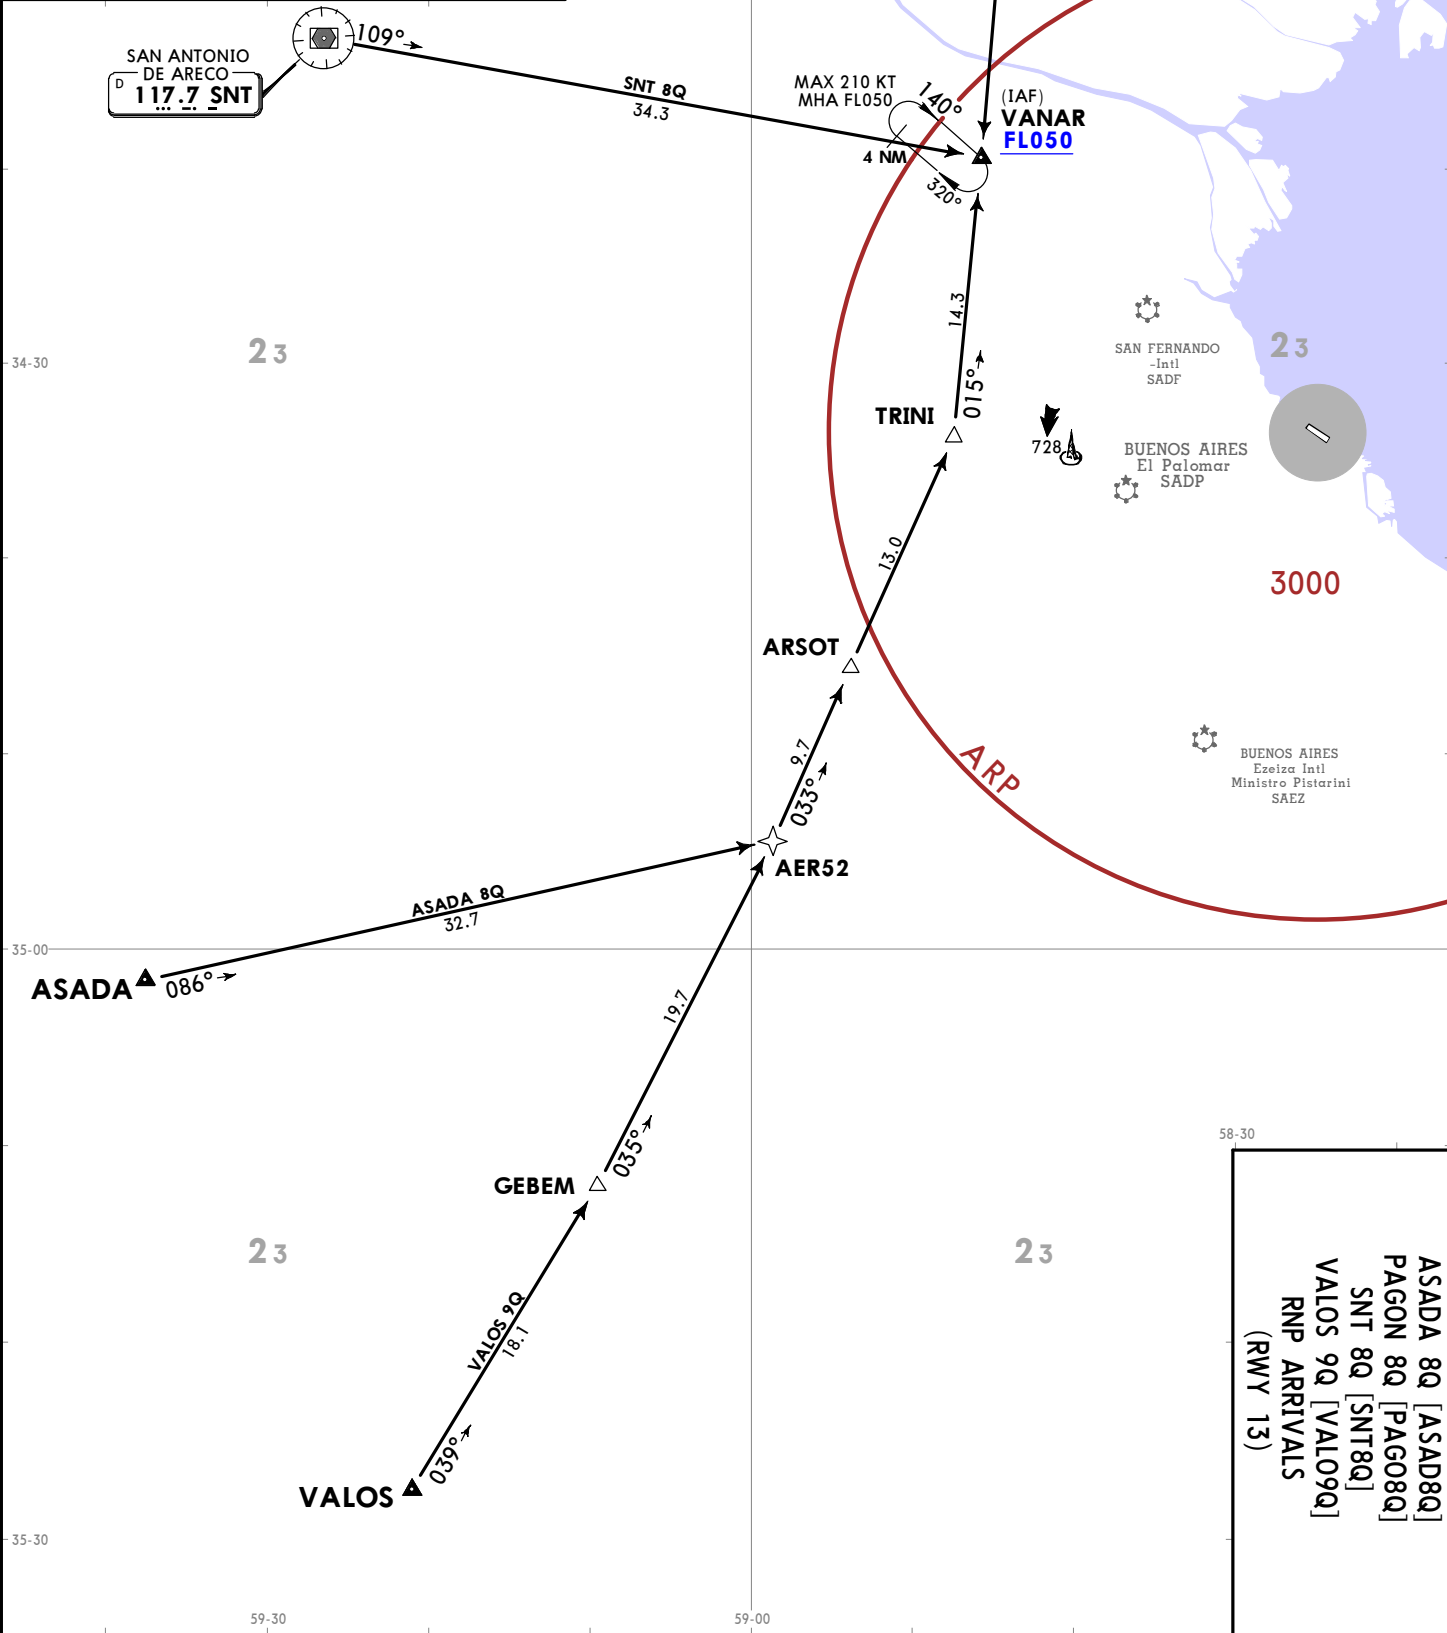 SAN ANTONIO
DE ARECO
D 117.7 SNT
109°
SNT 8Q
34.3
MAX 210 KT
MHA FL050
140°
4 NM
320°
(IAF)
VANAR
FL050
14.3
015°
34-30
23
SAN FERNANDO
-Intl
SADF
23
TRINI
728
BUENOS AIRES
El Palomar
SADP
13.0
3000
ARSOT
9.7
033°
ARP
BUENOS AIRES
Ezeiza Intl
Ministro Pistarini
SAEZ
AER52
ASADA 8Q
32.7
35-00
ASADA
086°
19.7
035°
GEBEM
23
23
VALOS 9Q
18.1
039°
VALOS
35-30
59-30
59-00
58-30
ASADA 8Q [ASAD8Q]
PAGON 8Q [PAGO8Q]
SNT 8Q [SNT8Q]
VALOS 9Q [VALO9Q]
RNP ARRIVALS
(RWY 13)